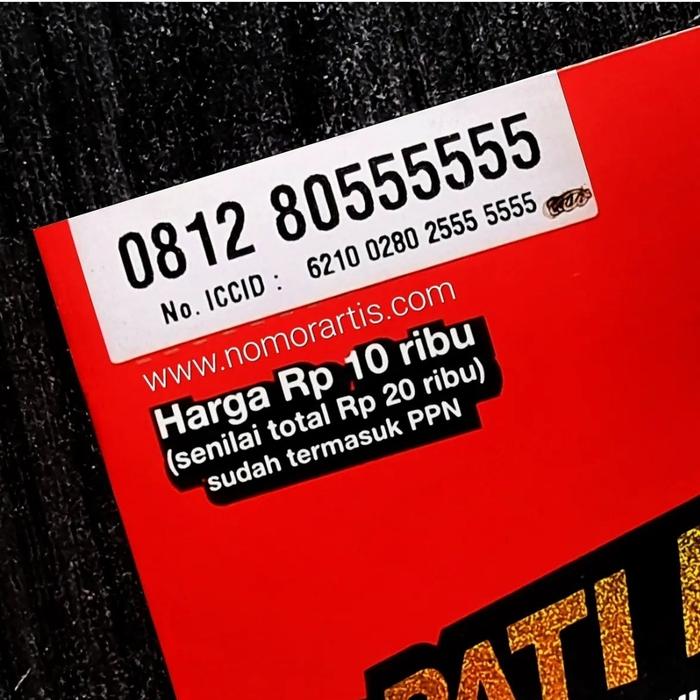 0812 80555555
No. ICCID : 6210 0280 2555 5555
www.nomorartis.com
Harga Rp 10 ribu
(senilai total Rp 20 ribu)
sudah termasuk PPN
PATI